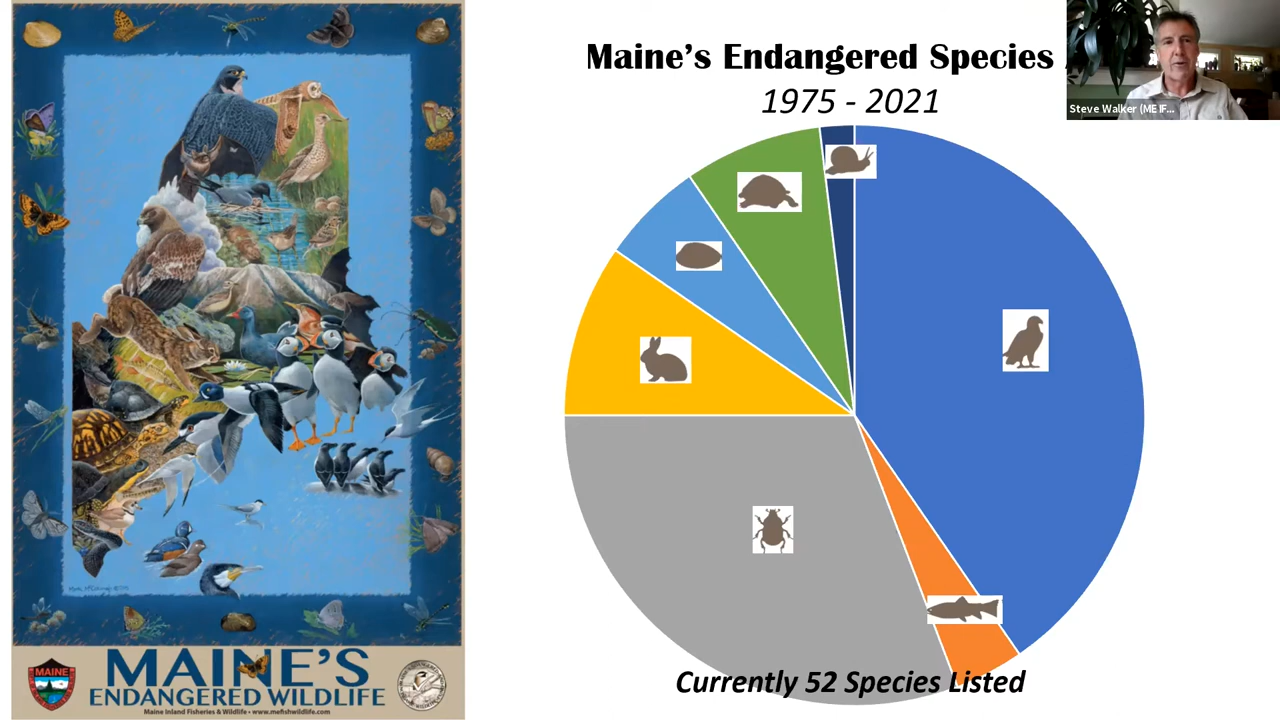 Maine's Endangered Species
1975 - 2021
Steve Walker (ME IF...
Currently 52 Species Listed
MAINE
MAINE'S
ENDANGERED WILDLIFE
Maine Inland Fisheries & Wildlife • www.mefishwildlife.com